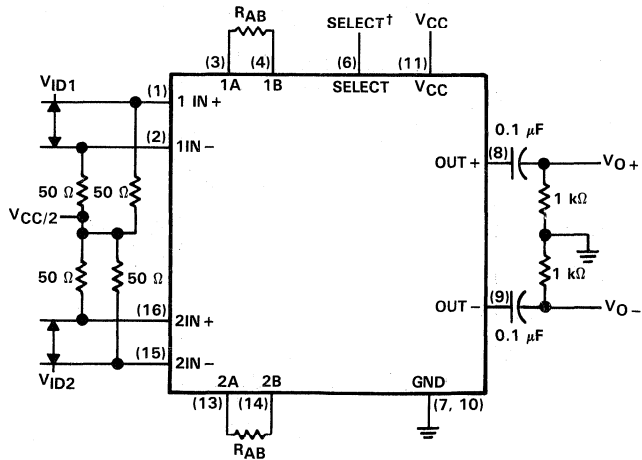 RAB
SELECT†
VCC
(3)
(4)
(6)
(11)
1A
1B
SELECT
VCC
VID1
(1)
1 IN +
(2)
1IN −
50 Ω
50 Ω
VCC/2
50 Ω
50 Ω
(16)
2IN +
(15)
2IN −
VID2
0.1 µF
OUT +
(8)
VO+
1 kΩ
1 kΩ
OUT −
(9)
VO−
0.1 µF
2A
2B
GND
(13)
(14)
(7, 10)
RAB